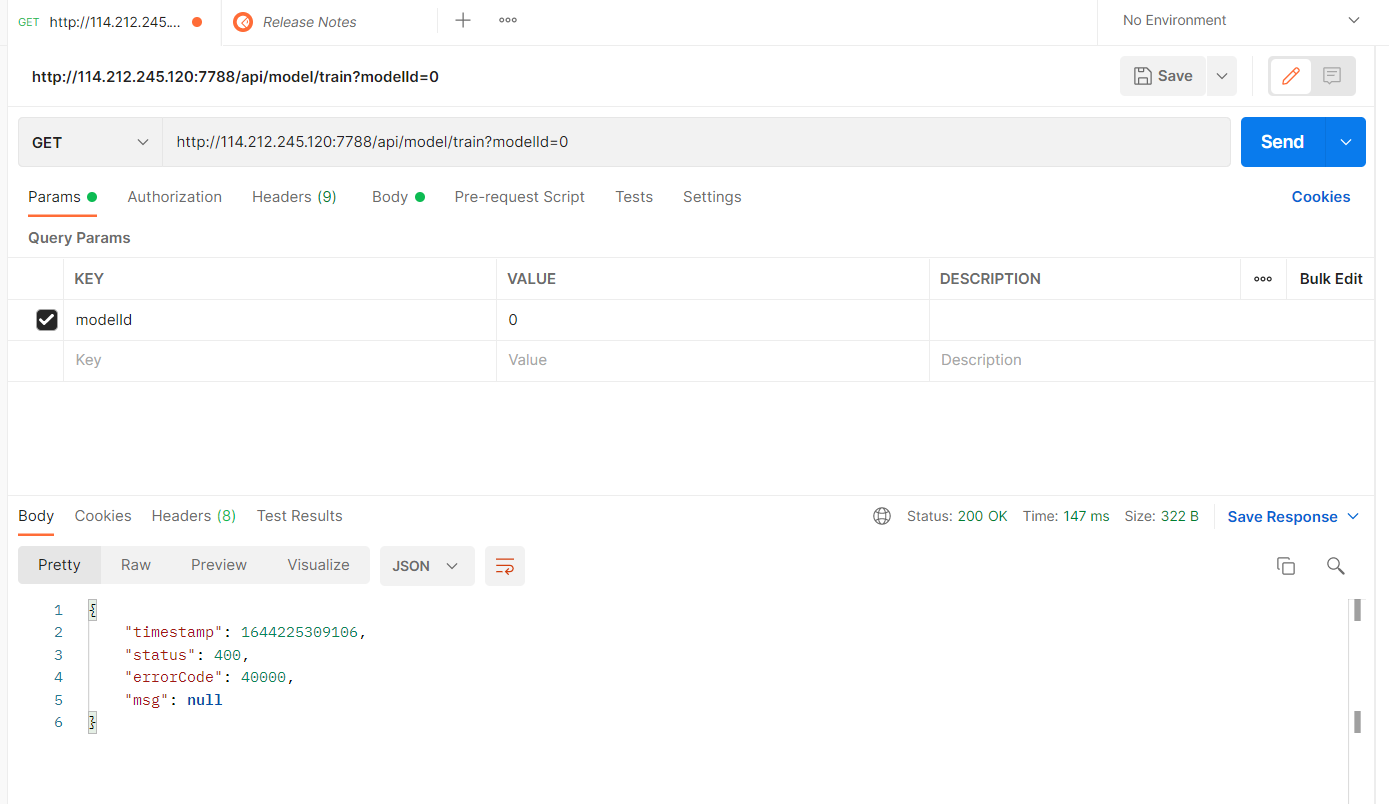 GET http://114.212.245.... Release Notes No Environment
http://114.212.245.120:7788/api/model/train?modelId=0 Save
GET http://114.212.245.120:7788/api/model/train?modelId=0 Send
Params Authorization Headers (9) Body Pre-request Script Tests Settings Cookies
Query Params
KEY VALUE DESCRIPTION Bulk Edit
modelId 0
Key Value Description
Body Cookies Headers (8) Test Results Status: 200 OK Time: 147 ms Size: 322 B Save Response
Pretty Raw Preview Visualize JSON
1 {
2 "timestamp": 1644225309106,
3 "status": 400,
4 "errorCode": 40000,
5 "msg": null
6 }